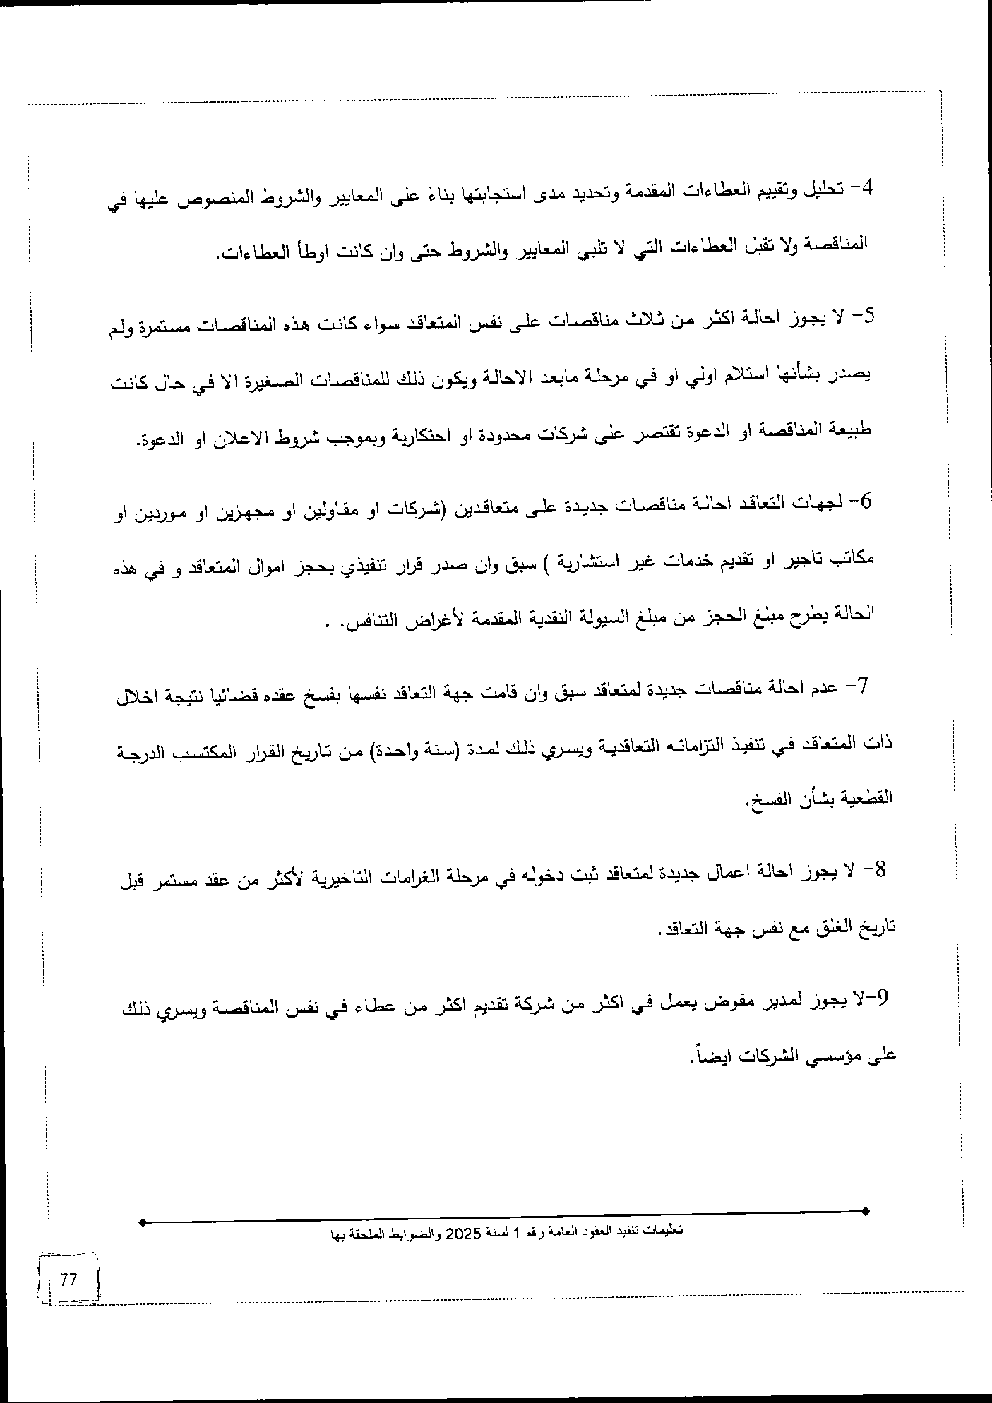 4- تحليل وتقييم العطاءات المقدمة وتحديد مدى استجابتها بناءً على المعايير والشروط المنصوص عليها في
المناقصة ولا تقبل العطاءات التي لا تلبي المعايير والشروط حتى وان كانت اوطأ العطاءات.
5- لا يجوز احالة اكثر من ثلاث مناقصات على نفس المتعاقد سواء كانت هذه المناقصات مستمرة ولم
يصدر بشأنها استلام اولي او في مرحلة مابعد الاحالة ويكون ذلك للمناقصات الصغيرة الا في حال كانت
طبيعة المناقصة او الدعوة تقتصر على شركات محدودة او احتكارية وبموجب شروط الاعلان او الدعوة.
6- لجهات التعاقد احالة مناقصات جديدة على متعاقدين (شركات او مقاولين او مجهزين او موردين او
مكاتب تاجير او تقديم خدمات غير استشارية ) سبق وان صدر قرار تنفيذي بحجز اموال المتعاقد و في هذه
الحالة يطرح مبلغ الحجز من مبلغ السيولة النقدية المقدمة لأغراض التنافس. .
7- عدم احالة مناقصات جديدة لمتعاقد سبق وان قامت جهة التعاقد نفسها بفسخ عقده قضائيا نتيجة اخلال
ذات المتعاقد في تنفيذ التزاماته التعاقدية ويسري ذلك لمدة (سنة واحدة) من تاريخ القرار المكتسب الدرجة
القطعية بشأن الفسخ.
8- لا يجوز احالة اعمال جديدة لمتعاقد ثبت دخوله في مرحلة الغرامات التاخيرية لأكثر من عقد مستمر قبل
تاريخ الغلق مع نفس جهة التعاقد.
9-لا يجوز لمدير مفوض يعمل في اكثر من شركة تقديم اكثر من عطاء في نفس المناقصة ويسري ذلك
على مؤسسي الشركات ايضاً.
تعليمات تنفيذ العقود العامة رقم 1 لسنة 2025 والضوابط الملحقة بها
77